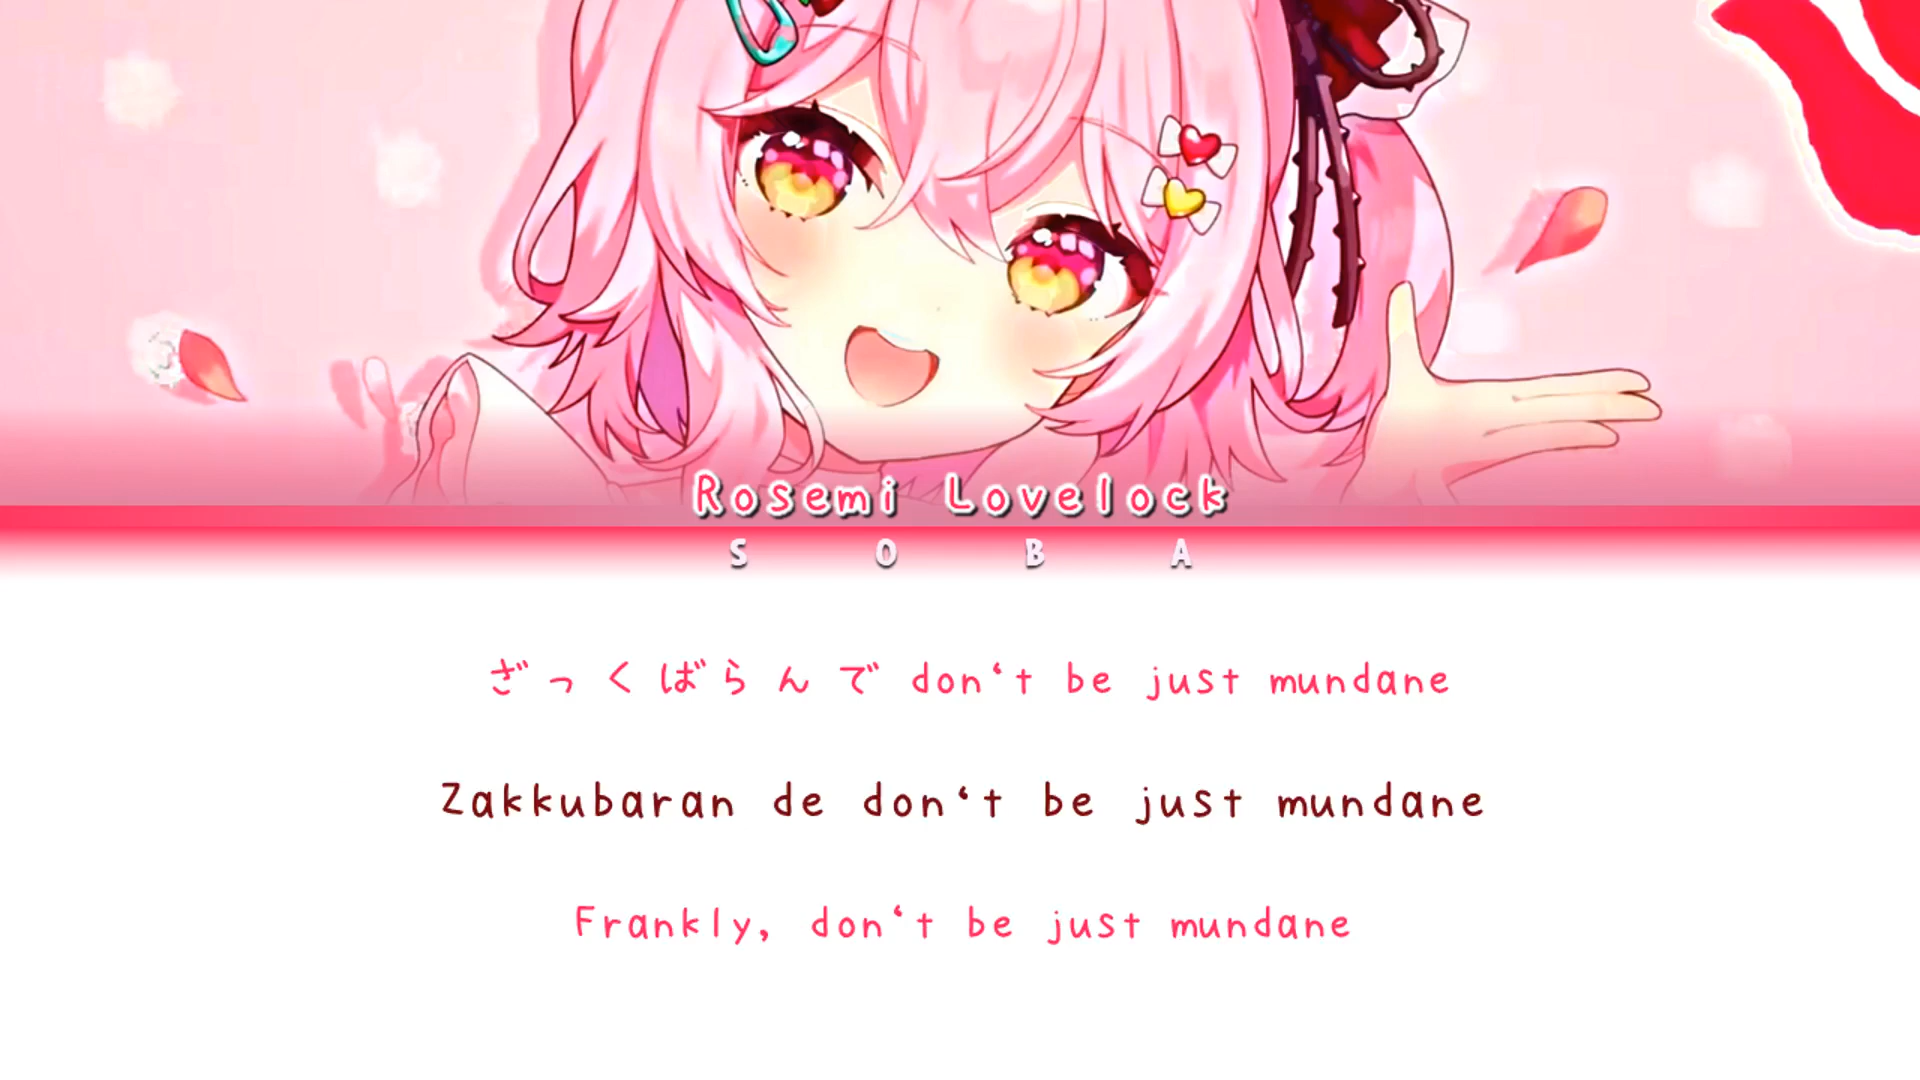 Rosemi Lovelock
S O B A
ざっくばらんで don‘t be just mundane
Zakkubaran de don‘t be just mundane
Frankly, don‘t be just mundane